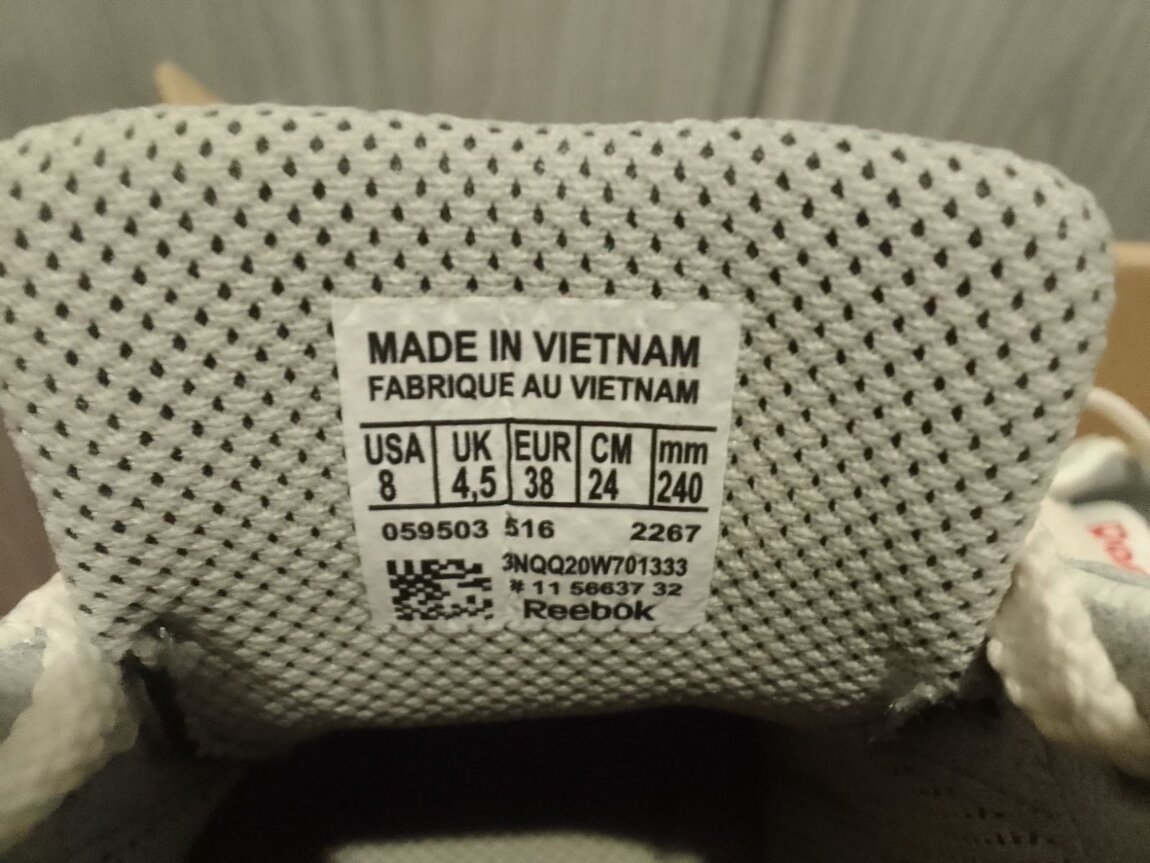 MADE IN VIETNAM
FABRIQUE AU VIETNAM
USA UK EUR CM mm
8 4,5 38 24 240
059503 516 2267
3NQQ20W701333
# 11 56637 32
Reebok